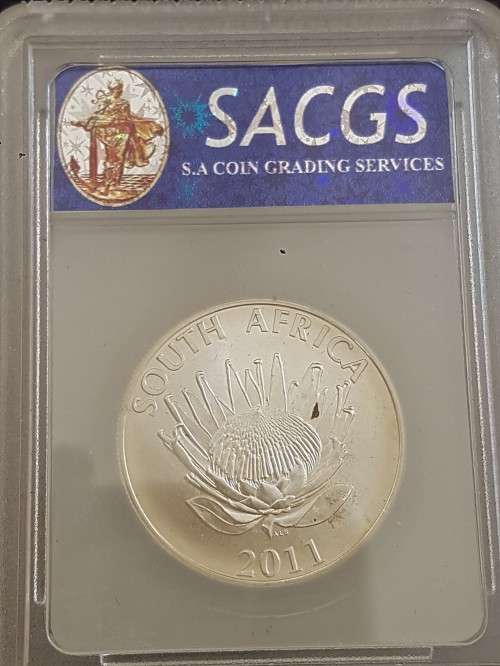 SACGS
S.A COIN GRADING SERVICES
SOUTH AFRICA
2011